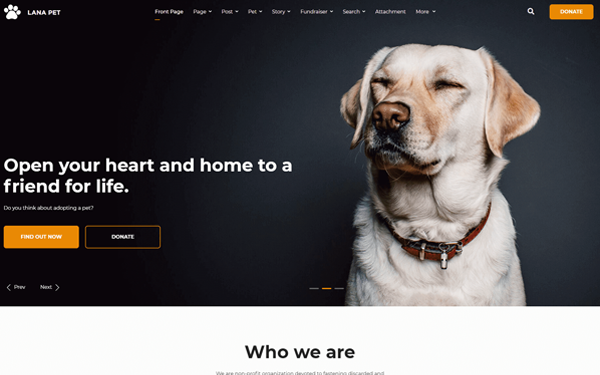 LANA PET
Front Page
Page
Post
Pet
Story
Fundraiser
Search
Attachment
More
DONATE
Open your heart and home to a
friend for life.
Do you think about adopting a pet?
FIND OUT NOW
DONATE
Prev
Next
Who we are
We are non-profit organization devoted to fastening discarded and